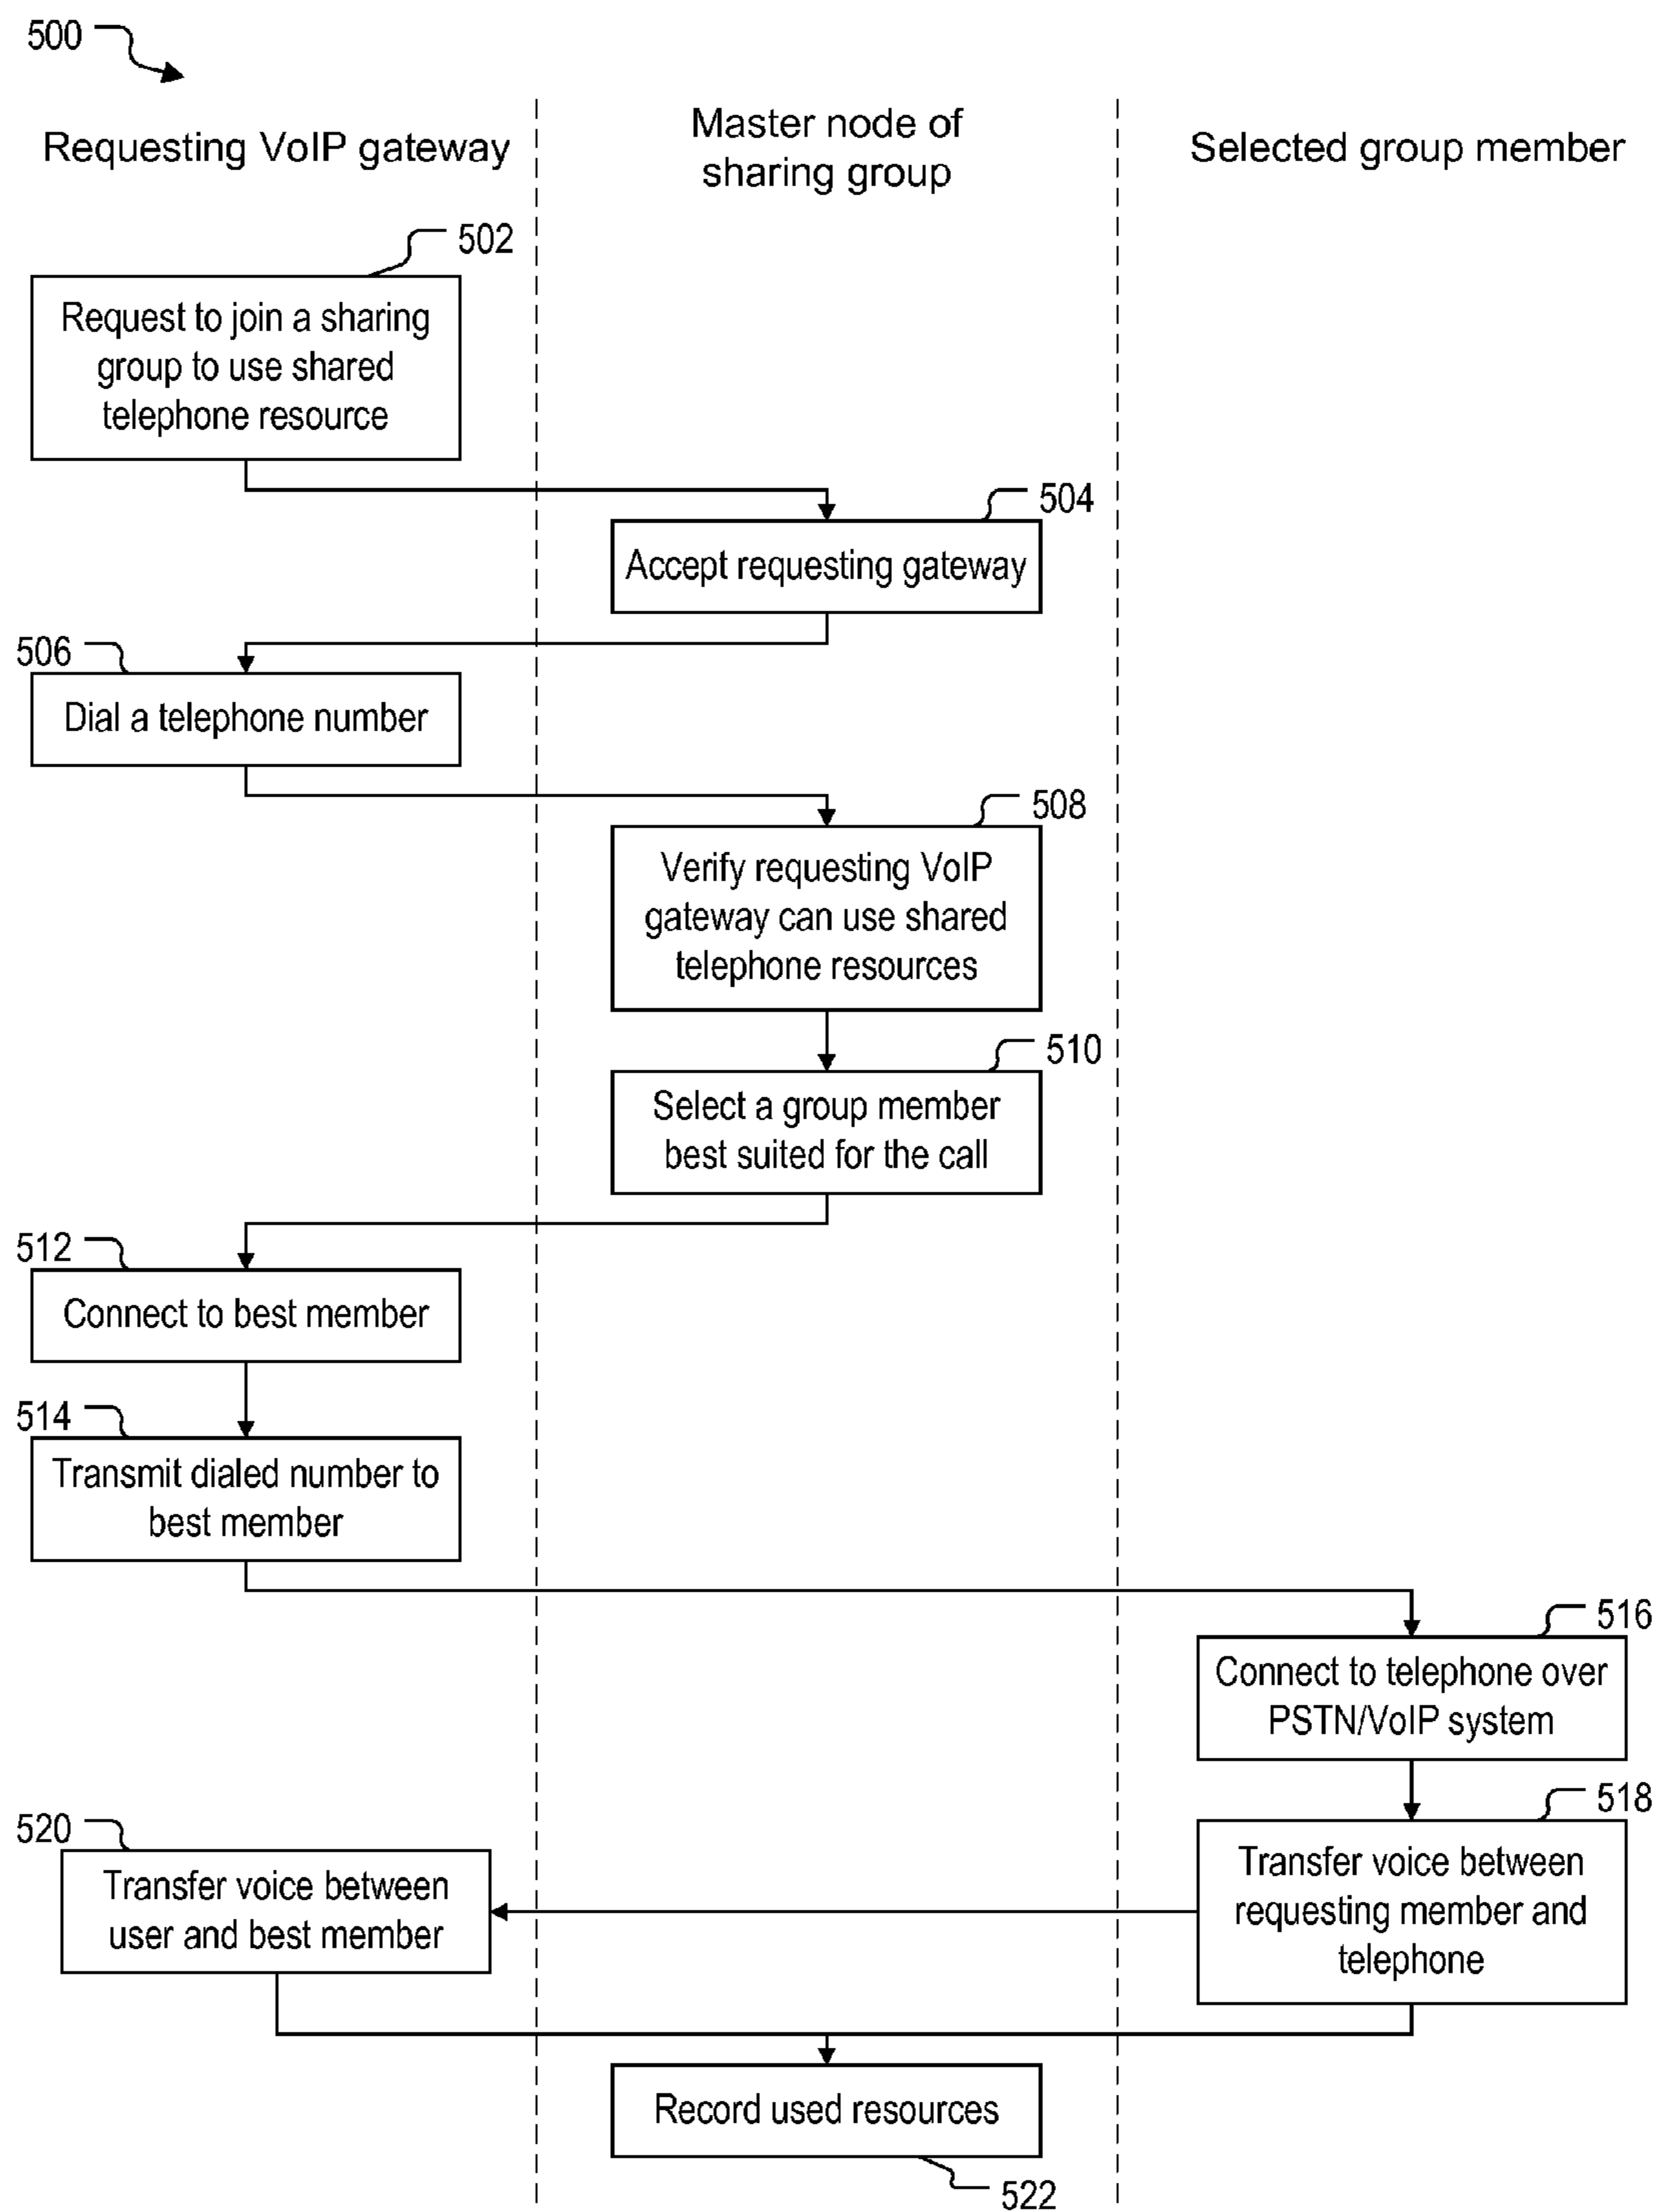 500
Requesting VoIP gateway
Master node of
sharing group
Selected group member
502
Request to join a sharing
group to use shared
telephone resource
504
Accept requesting gateway
506
Dial a telephone number
508
Verify requesting VoIP
gateway can use shared
telephone resources
510
Select a group member
best suited for the call
512
Connect to best member
514
Transmit dialed number to
best member
516
Connect to telephone over
PSTN/VoIP system
518
Transfer voice between
requesting member and
telephone
520
Transfer voice between
user and best member
Record used resources
522